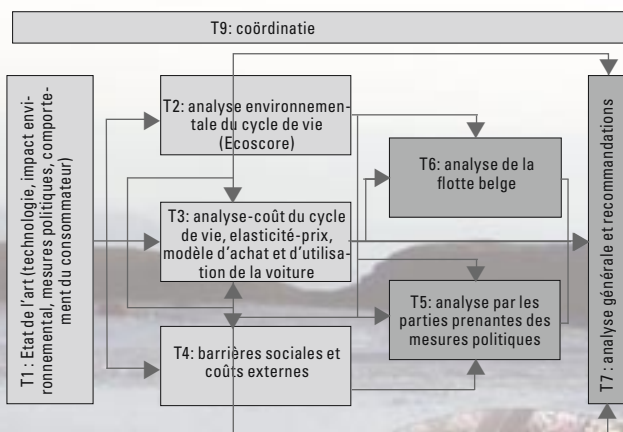 T9: coördinatie
T1 : Etat de l'art (technologie, impact envi-
ronnemental, mesures politiques, comporte-
ment du consommateur)
T2: analyse environnemen-
tale du cycle de vie
(Ecoscore)
T3: analyse-coût du cycle
de vie, elasticité-prix,
modèle d'achat et d'utilisa-
tion de la voiture
T4: barrières sociales et
coûts externes
T6: analyse de la
flotte belge
T5: analyse par les
parties prenantes des
mesures politiques
T7: analyse générale et recommandations